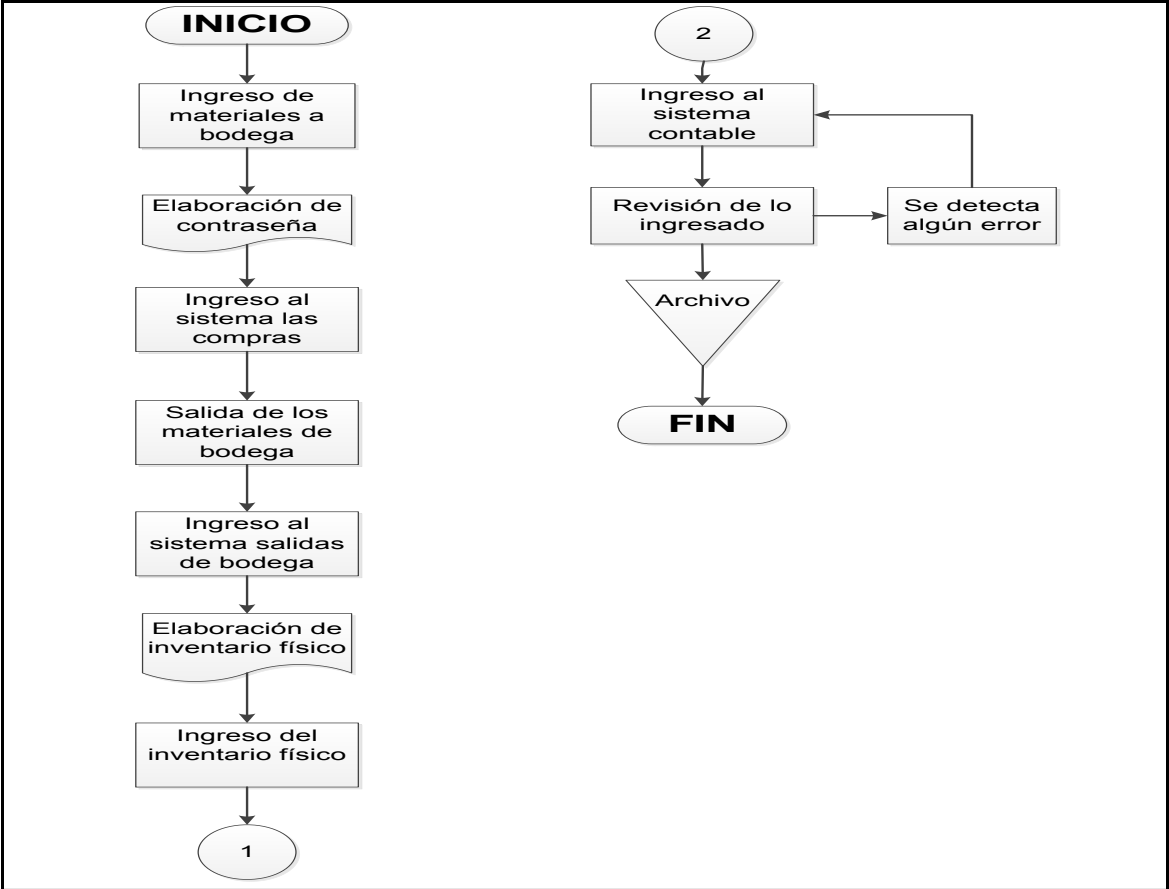 INICIO
Ingreso de
materiales a
bodega
Elaboración de
contraseña
Ingreso al
sistema las
compras
Salida de los
materiales de
bodega
Ingreso al
sistema salidas
de bodega
Elaboración de
inventario físico
Ingreso del
inventario físico
1
2
Ingreso al
sistema
contable
Revisión de lo
ingresado
Se detecta
algún error
Archivo
FIN